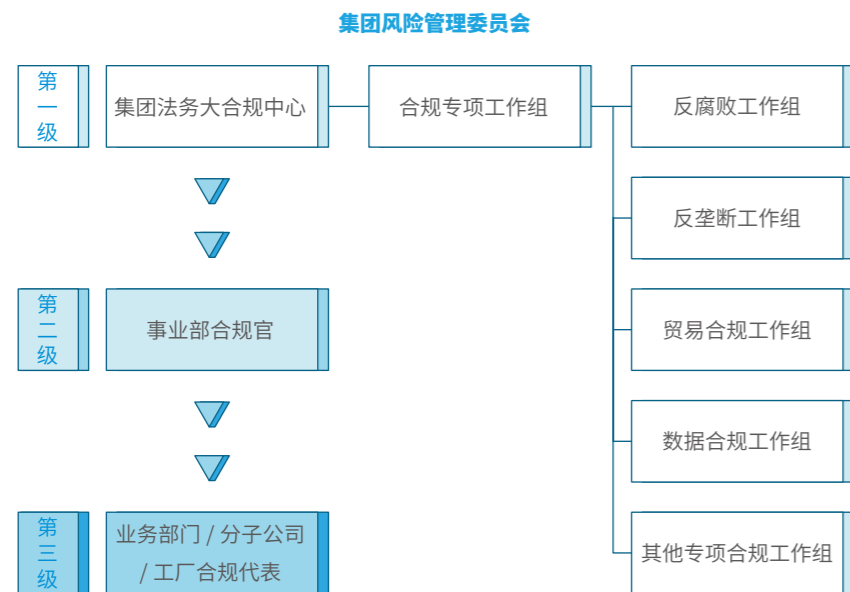 集团风险管理委员会
第一级
集团法务大合规中心
合规专项工作组
反腐败工作组
反垄断工作组
第二级
事业部合规官
贸易合规工作组
数据合规工作组
第三级
业务部门 / 分子公司
/ 工厂合规代表
其他专项合规工作组